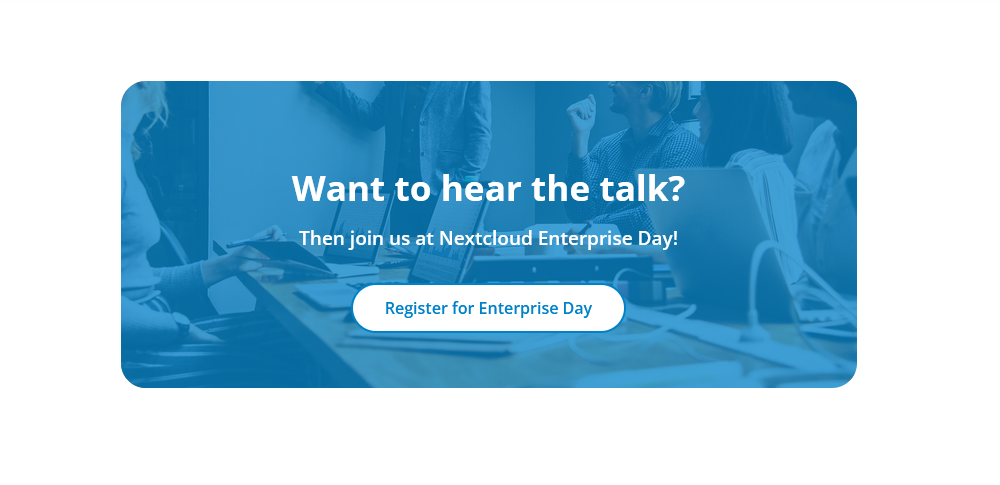 Want to hear the talk?
Then join us at Nextcloud Enterprise Day!
Register for Enterprise Day